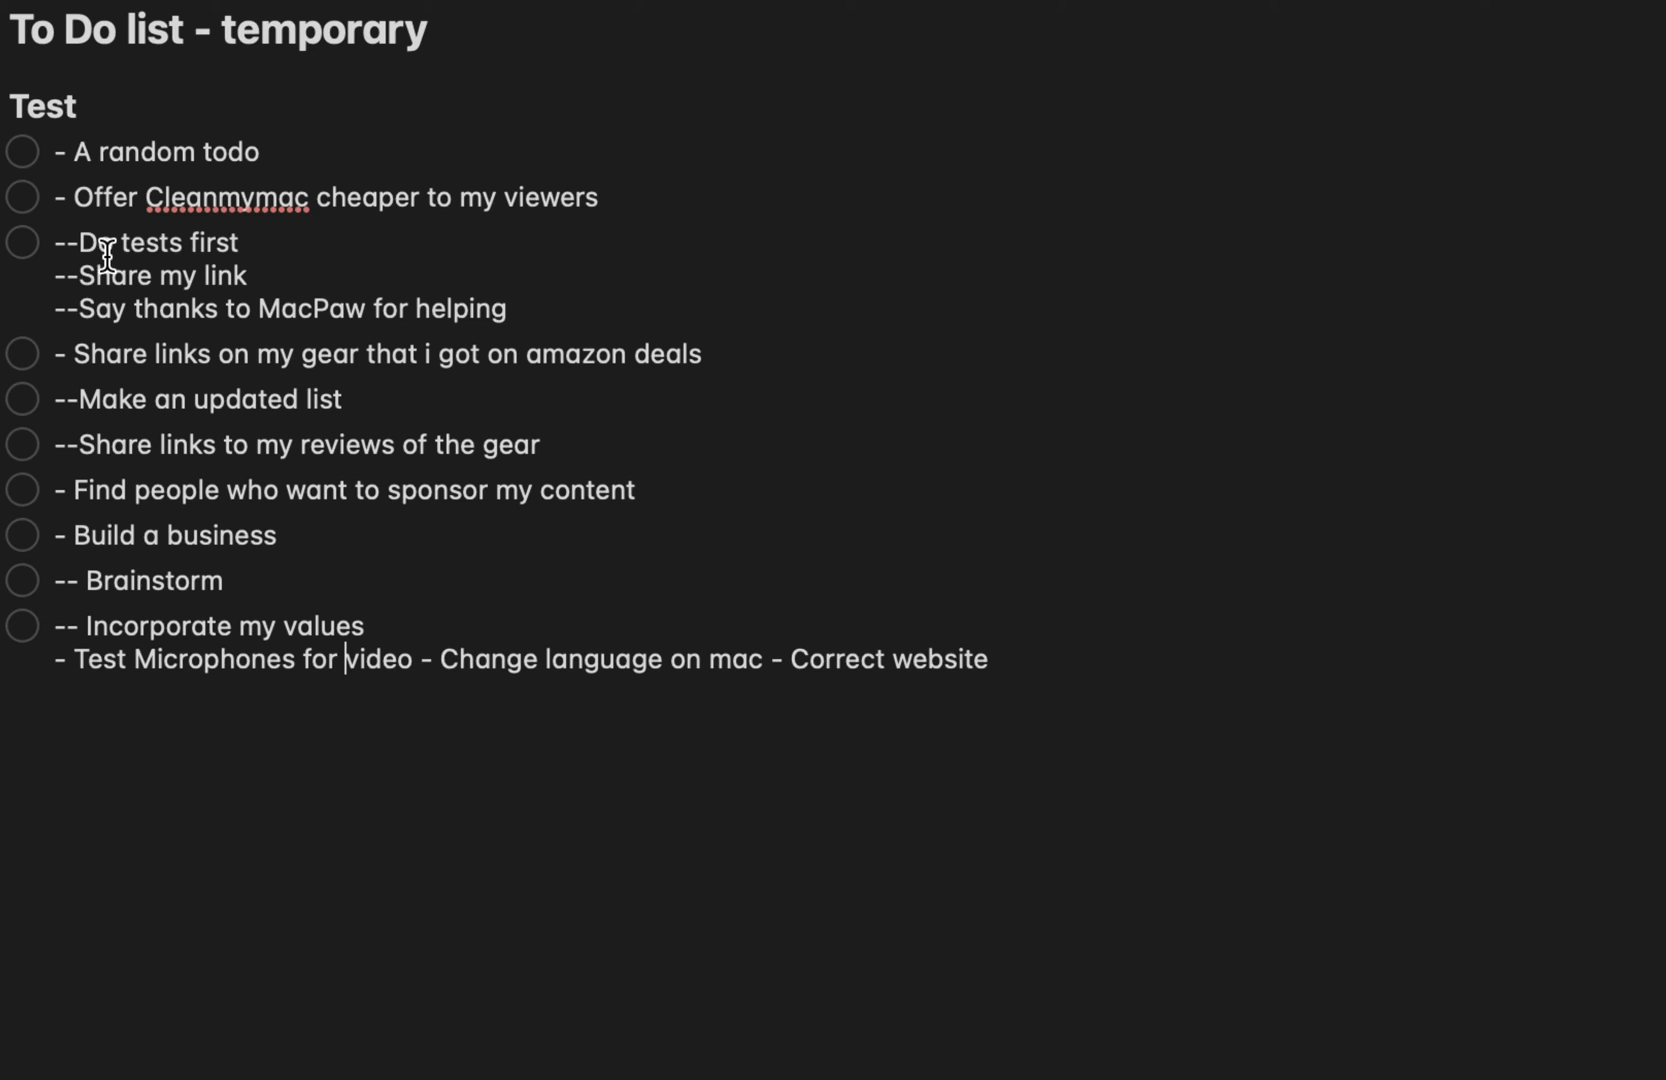 To Do list - temporary
Test
- A random todo
- Offer Cleanmymac cheaper to my viewers
--Do tests first
--Share my link
--Say thanks to MacPaw for helping
- Share links on my gear that i got on amazon deals
--Make an updated list
--Share links to my reviews of the gear
- Find people who want to sponsor my content
- Build a business
-- Brainstorm
-- Incorporate my values
- Test Microphones for video - Change language on mac - Correct website